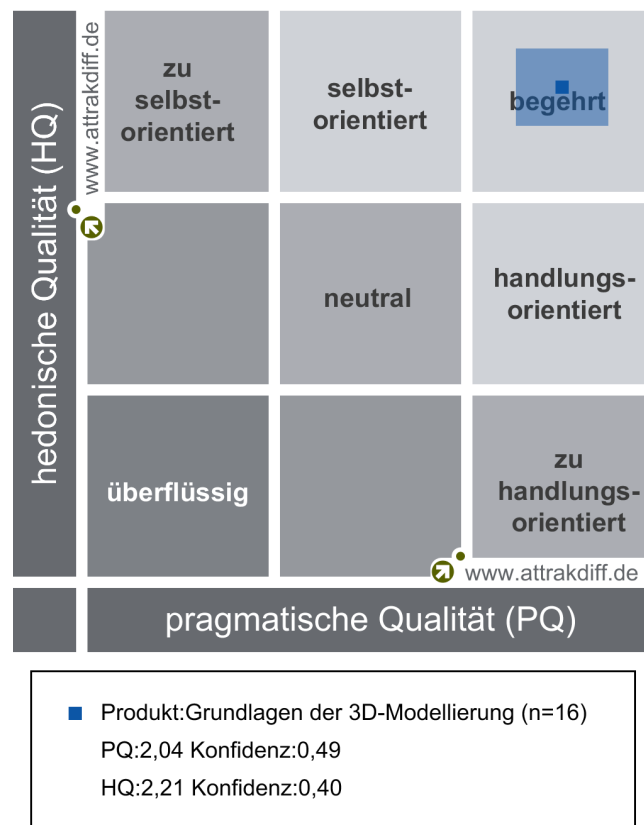 hedonische Qualität (HQ)
www.attrakdiff.de
zu
selbst-
orientiert
selbst-
orientiert
begehrt
neutral
handlungs-
orientiert
überflüssig
zu
handlungs-
orientiert
www.attrakdiff.de
pragmatische Qualität (PQ)
Produkt:Grundlagen der 3D-Modellierung (n=16)
PQ:2,04 Konfidenz:0,49
HQ:2,21 Konfidenz:0,40